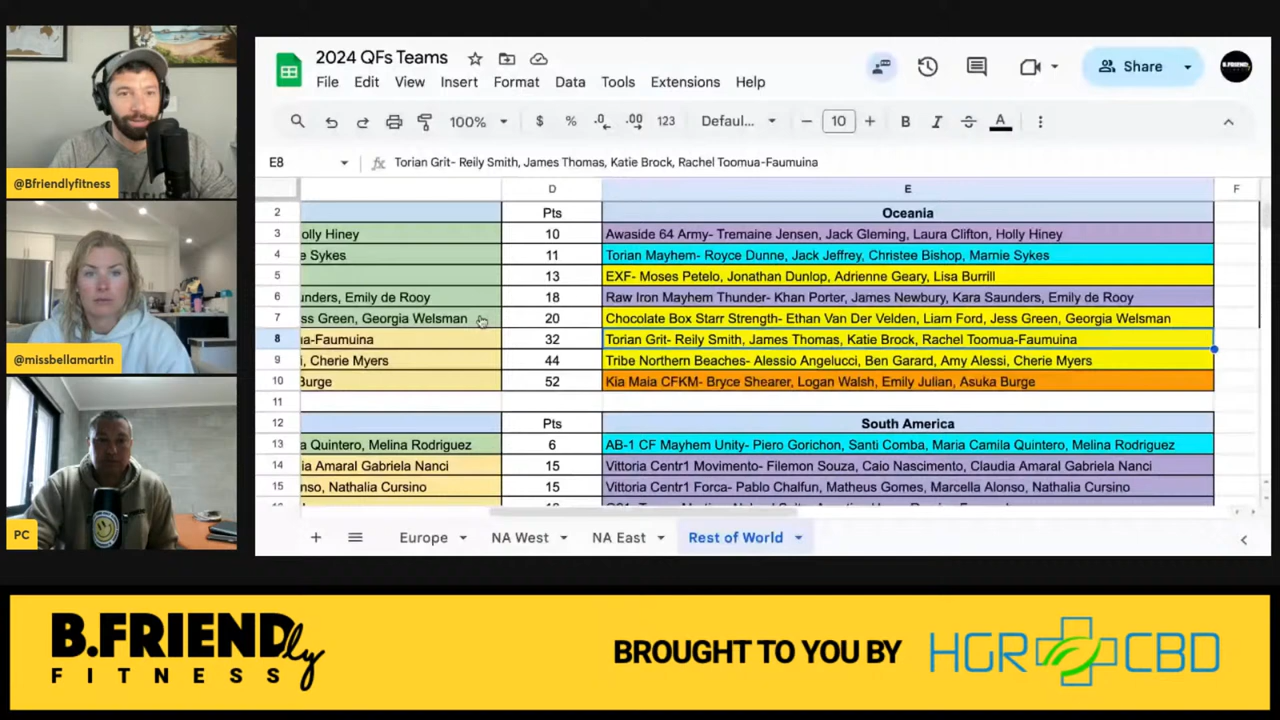 2024 QFs Teams
File Edit View Insert Format Data Tools Extensions Help
Share
B.FRIENDly
100% $ % .0 .00 123 Defaul... 10 B I A
E8 fx Torian Grit- Reily Smith, James Thomas, Katie Brock, Rachel Toomua-Faumuina
D E F
2 Pts Oceania
3 olly Hiney 10 Awaside 64 Army- Tremaine Jensen, Jack Gleming, Laura Clifton, Holly Hiney
4 e Sykes 11 Torian Mayhem- Royce Dunne, Jack Jeffrey, Christee Bishop, Marnie Sykes
5 13 EXF- Moses Petelo, Jonathan Dunlop, Adrienne Geary, Lisa Burrill
6 unders, Emily de Rooy 18 Raw Iron Mayhem Thunder- Khan Porter, James Newbury, Kara Saunders, Emily de Rooy
7 ss Green, Georgia Welsman 20 Chocolate Box Starr Strength- Ethan Van Der Velden, Liam Ford, Jess Green, Georgia Welsman
8 a-Faumuina 32 Torian Grit- Reily Smith, James Thomas, Katie Brock, Rachel Toomua-Faumuina
9 i, Cherie Myers 44 Tribe Northern Beaches- Alessio Angelucci, Ben Garard, Amy Alessi, Cherie Myers
10 Burge 52 Kia Maia CFKM- Bryce Shearer, Logan Walsh, Emily Julian, Asuka Burge
11
12 Pts South America
13 a Quintero, Melina Rodriguez 6 AB-1 CF Mayhem Unity- Piero Gorichon, Santi Comba, Maria Camila Quintero, Melina Rodriguez
14 ia Amaral Gabriela Nanci 15 Vittoria Centr1 Movimento- Filemon Souza, Caio Nascimento, Claudia Amaral Gabriela Nanci
15 nso, Nathalia Cursino 15 Vittoria Centr1 Forca- Pablo Chalfun, Matheus Gomes, Marcella Alonso, Nathalia Cursino
Europe NA West NA East Rest of World
@Bfriendlyfitness
@missbellamartin
PC
B.FRIENDly
FITNESS
BROUGHT TO YOU BY
HGR CBD